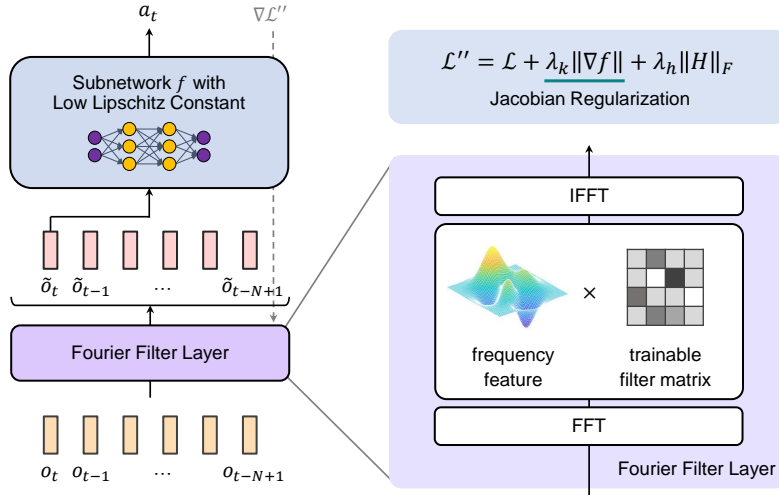 a_t
∇ℒ′′
Subnetwork f with
Low Lipschitz Constant
õ_t õ_{t−1} ... õ_{t−N+1}
Fourier Filter Layer
o_t o_{t−1} ... o_{t−N+1}
ℒ′′ = ℒ + λ_k‖∇f‖ + λ_h‖H‖_F
Jacobian Regularization
IFFT
×
frequency
feature
trainable
filter matrix
FFT
Fourier Filter Layer